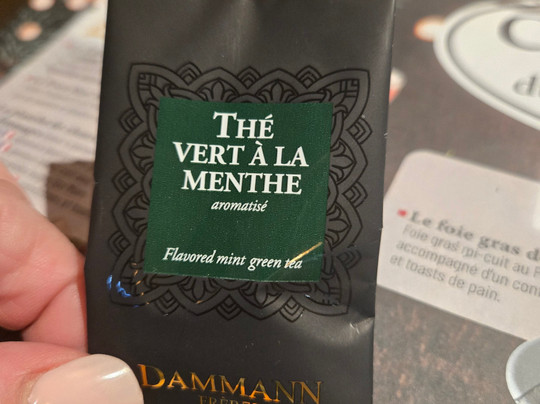 THÉ
VERT À LA
MENTHE
aromatisé
Flavored mint green tea
DAMMANN
FRÈRES
Le foie gras d
Foie gras mi-cuit au
accompagné d'un con
et toasts de pain.